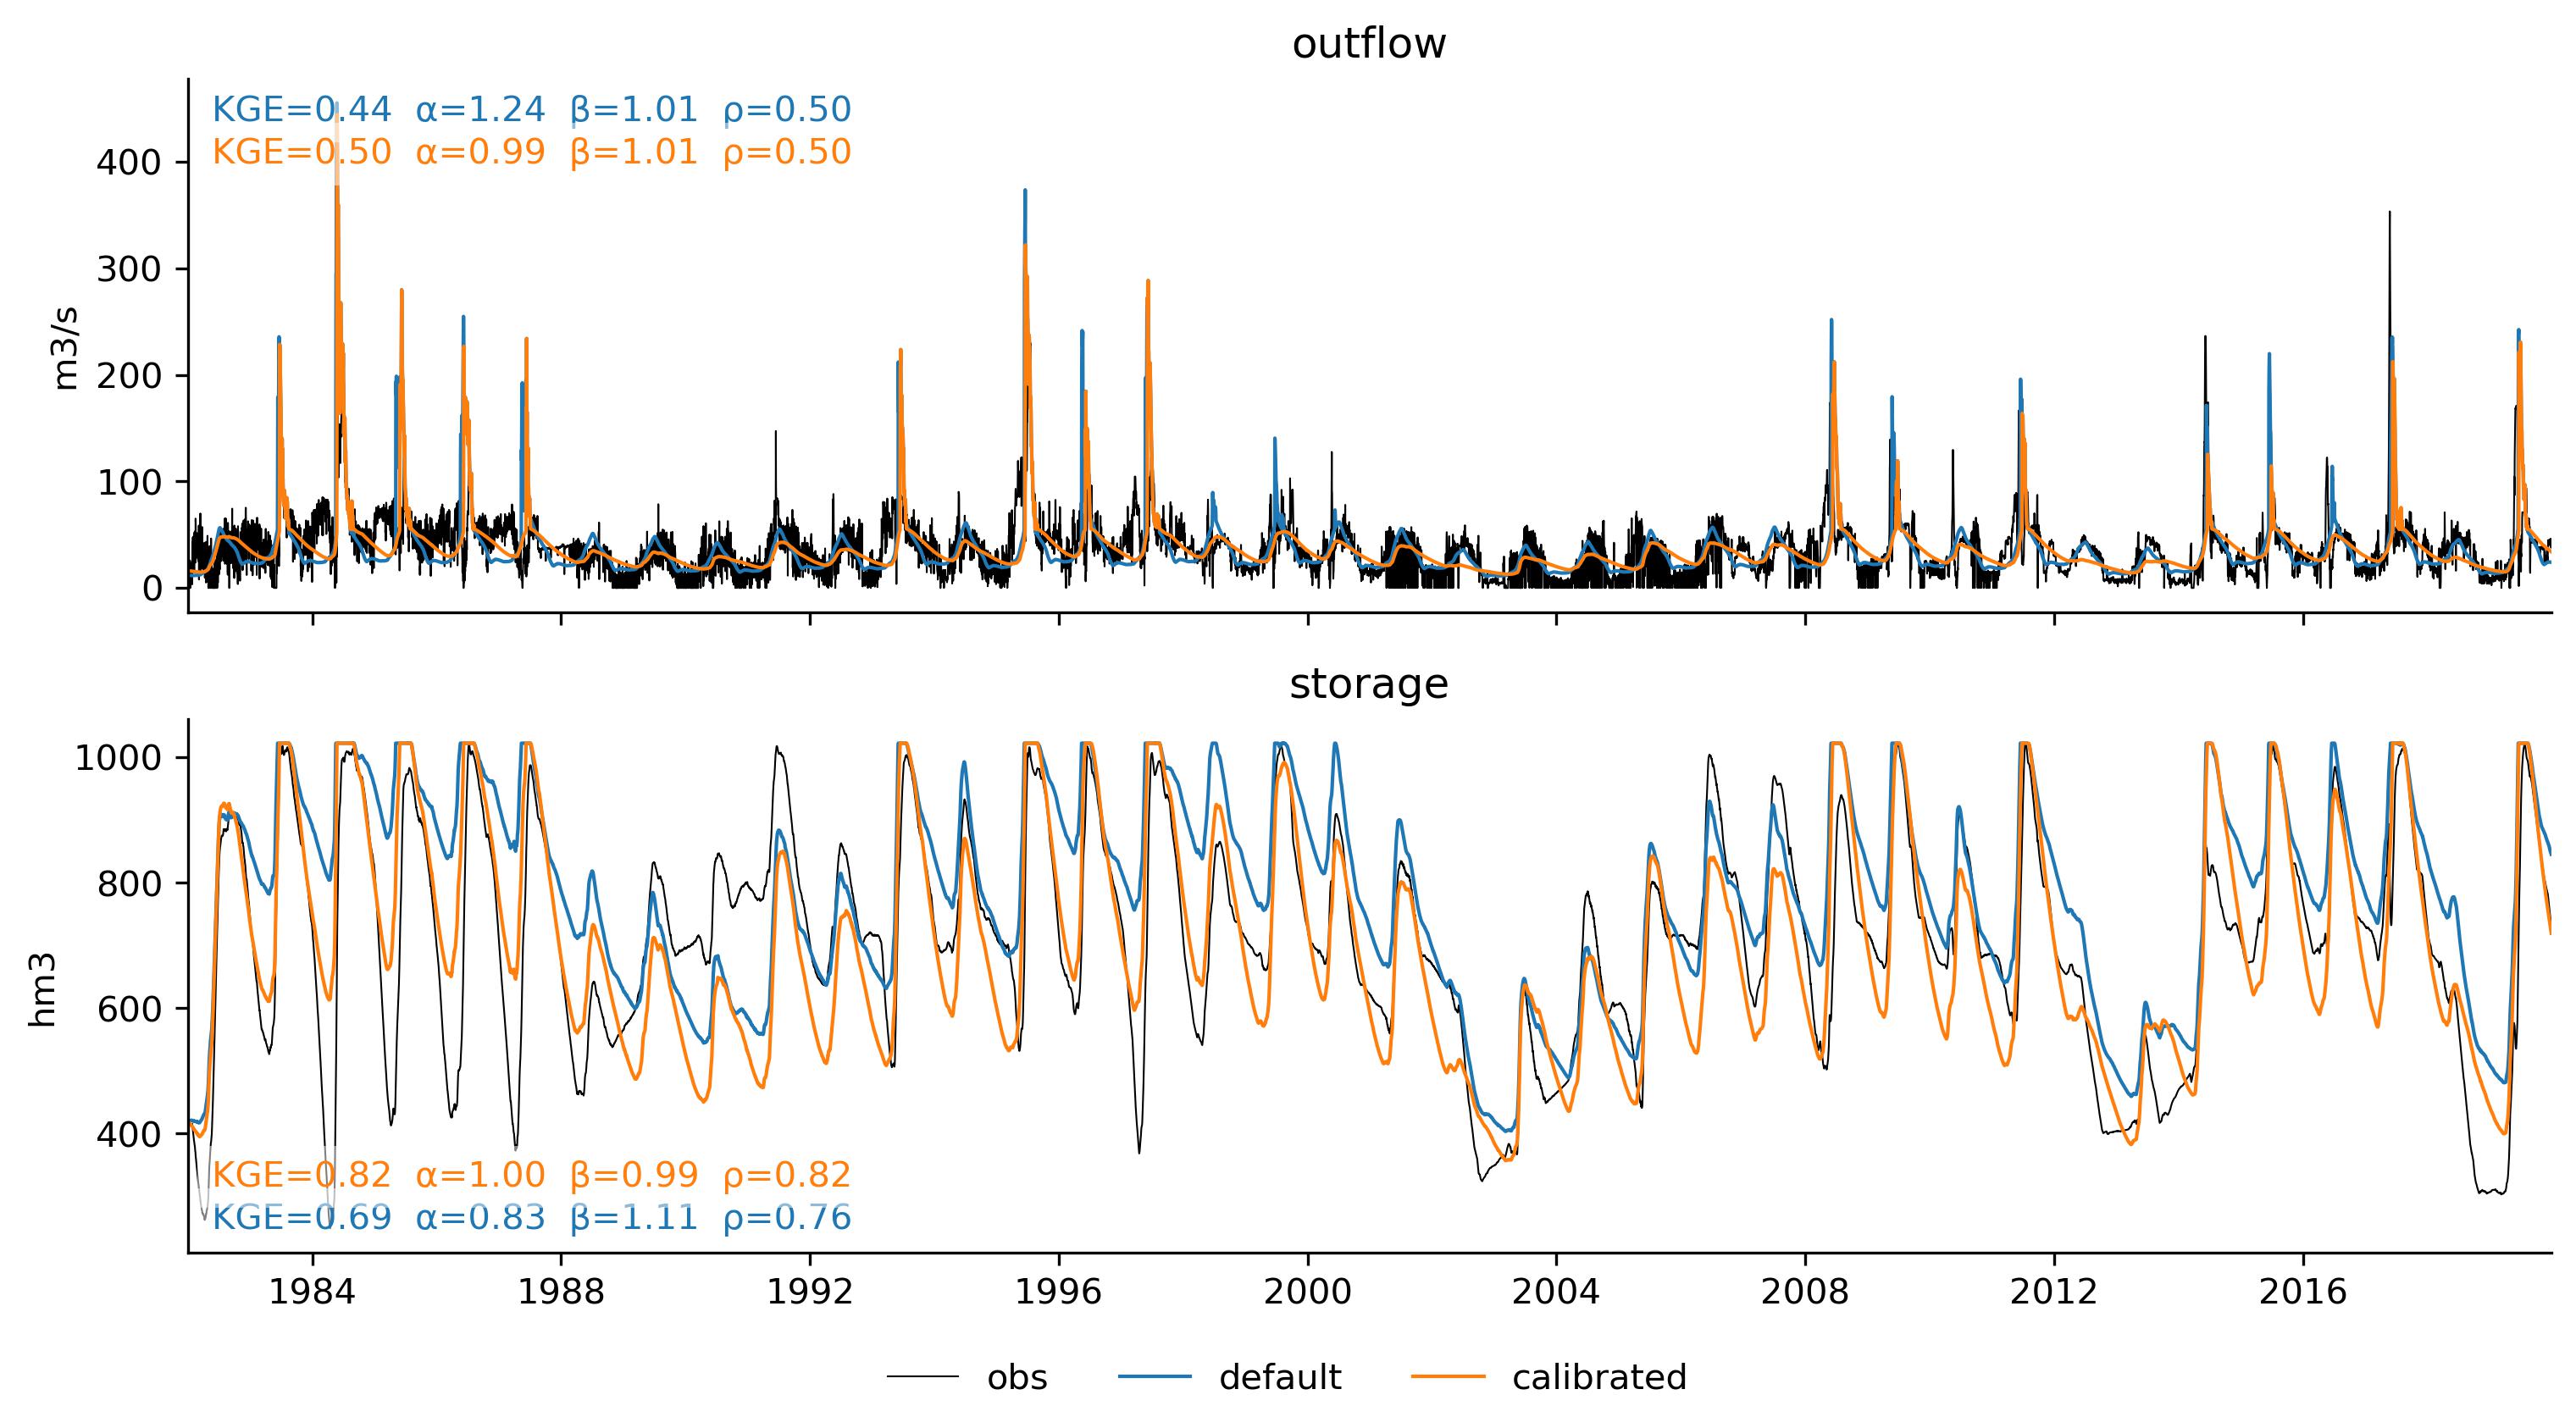 outflow
KGE=0.44 α=1.24 β=1.01 ρ=0.50
KGE=0.50 α=0.99 β=1.01 ρ=0.50
m3/s
400
300
200
100
0
storage
hm3
1000
800
600
400
KGE=0.82 α=1.00 β=0.99 ρ=0.82
KGE=0.69 α=0.83 β=1.11 ρ=0.76
1984 1988 1992 1996 2000 2004 2008 2012 2016
obs default calibrated